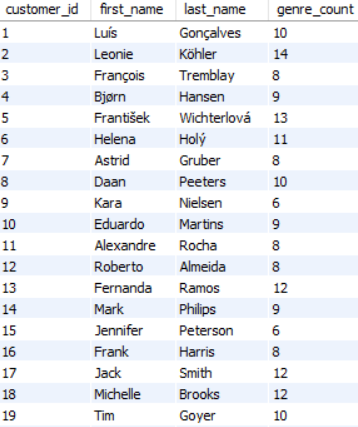 customer_id first_name last_name genre_count
1 Luís Gonçalves 10
2 Leonie Köhler 14
3 François Tremblay 8
4 Bjørn Hansen 9
5 František Wichterlová 13
6 Helena Holý 11
7 Astrid Gruber 8
8 Daan Peeters 10
9 Kara Nielsen 6
10 Eduardo Martins 9
11 Alexandre Rocha 8
12 Roberto Almeida 8
13 Fernanda Ramos 12
14 Mark Philips 9
15 Jennifer Peterson 6
16 Frank Harris 8
17 Jack Smith 12
18 Michelle Brooks 12
19 Tim Goyer 10